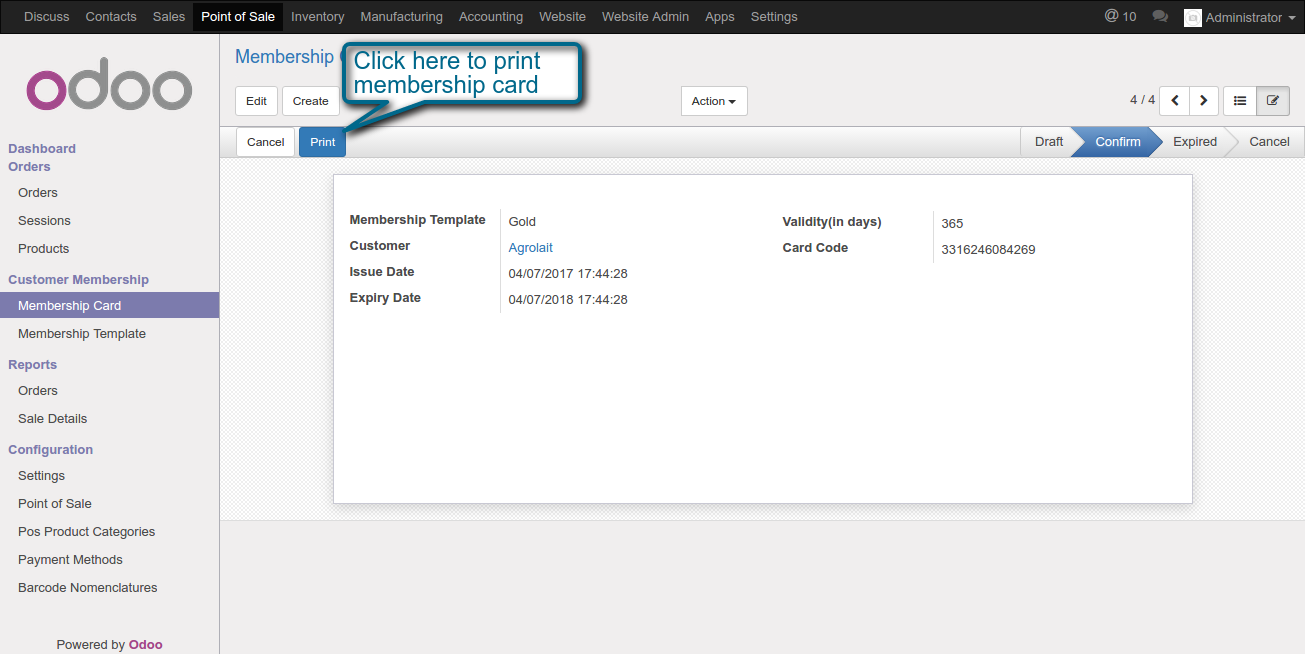 Discuss Contacts Sales Point of Sale Inventory Manufacturing Accounting Website Website Admin Apps Settings @ 10 Administrator
odoo
Dashboard
Orders
Orders
Sessions
Products
Customer Membership
Membership Card
Membership Template
Reports
Orders
Sale Details
Configuration
Settings
Point of Sale
Pos Product Categories
Payment Methods
Barcode Nomenclatures
Powered by Odoo
Membership
Click here to print
membership card
Edit Create Action 4 / 4
Cancel Print Draft Confirm Expired Cancel
Membership Template Gold
Customer Agrolait
Issue Date 04/07/2017 17:44:28
Expiry Date 04/07/2018 17:44:28
Validity(in days) 365
Card Code 3316246084269